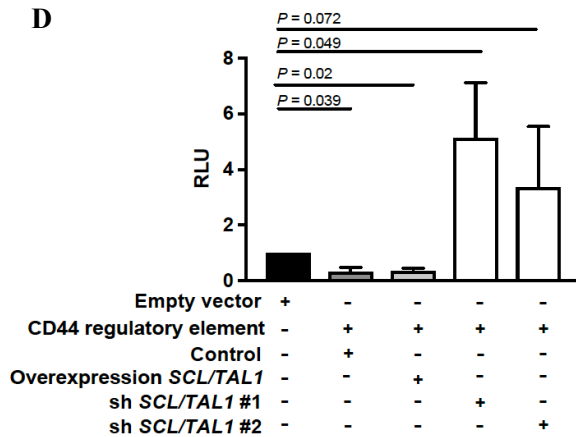 D
P = 0.072
P = 0.049
P = 0.02
P = 0.039
8
6
4
2
0
RLU
Empty vector + - - - -
CD44 regulatory element - + + + +
Control - + - - -
Overexpression SCL/TAL1 - - + - -
sh SCL/TAL1 #1 - - - + -
sh SCL/TAL1 #2 - - - - +